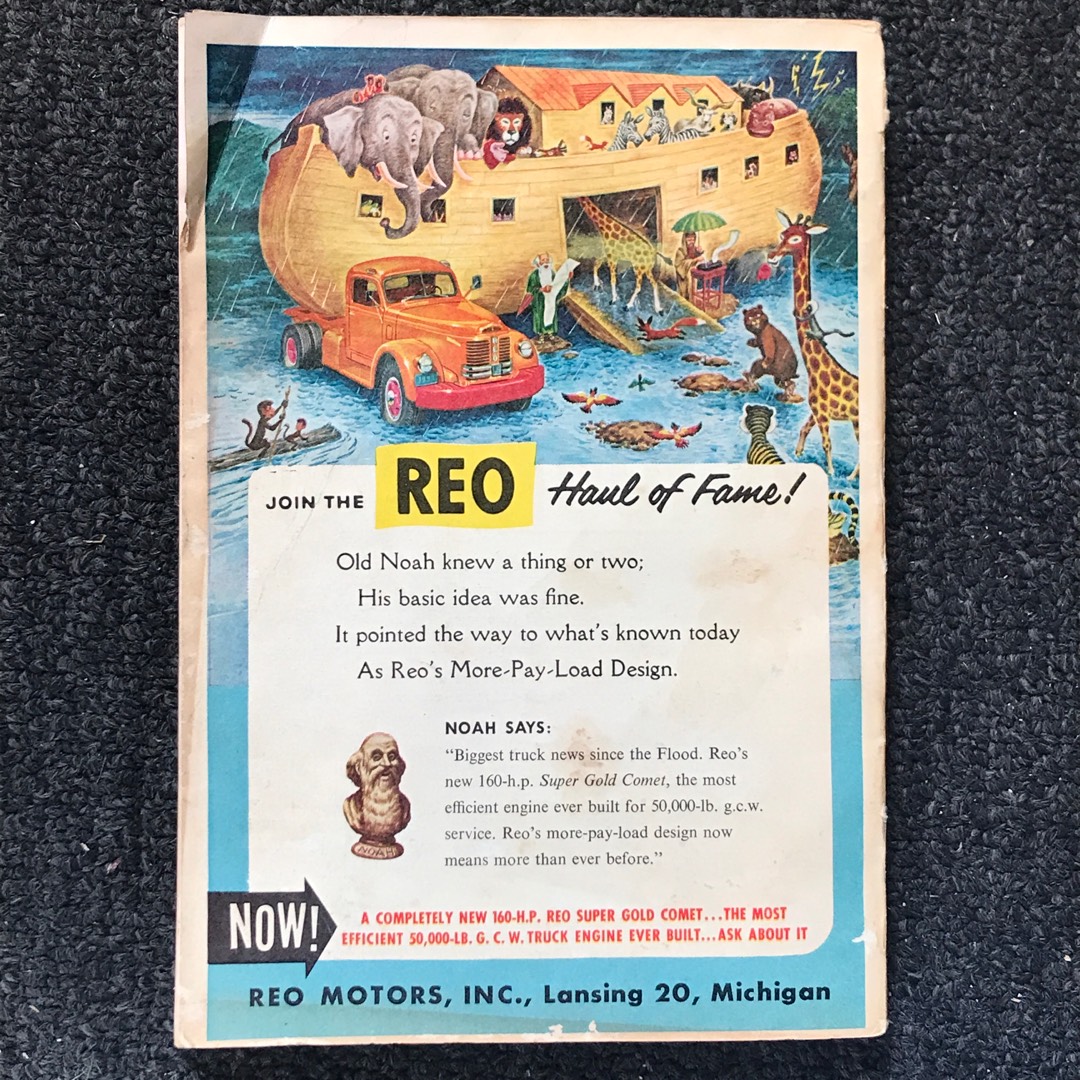 JOIN THE REO Haul of Fame!
Old Noah knew a thing or two;
His basic idea was fine.
It pointed the way to what's known today
As Reo's More-Pay-Load Design.
NOAH SAYS:
"Biggest truck news since the Flood. Reo's
new 160-h.p. Super Gold Comet, the most
efficient engine ever built for 50,000-lb. g.c.w.
service. Reo's more-pay-load design now
means more than ever before."
NOAH
NOW!
A COMPLETELY NEW 160-H.P. REO SUPER GOLD COMET...THE MOST
EFFICIENT 50,000-LB. G. C. W. TRUCK ENGINE EVER BUILT...ASK ABOUT IT
REO MOTORS, INC., Lansing 20, Michigan